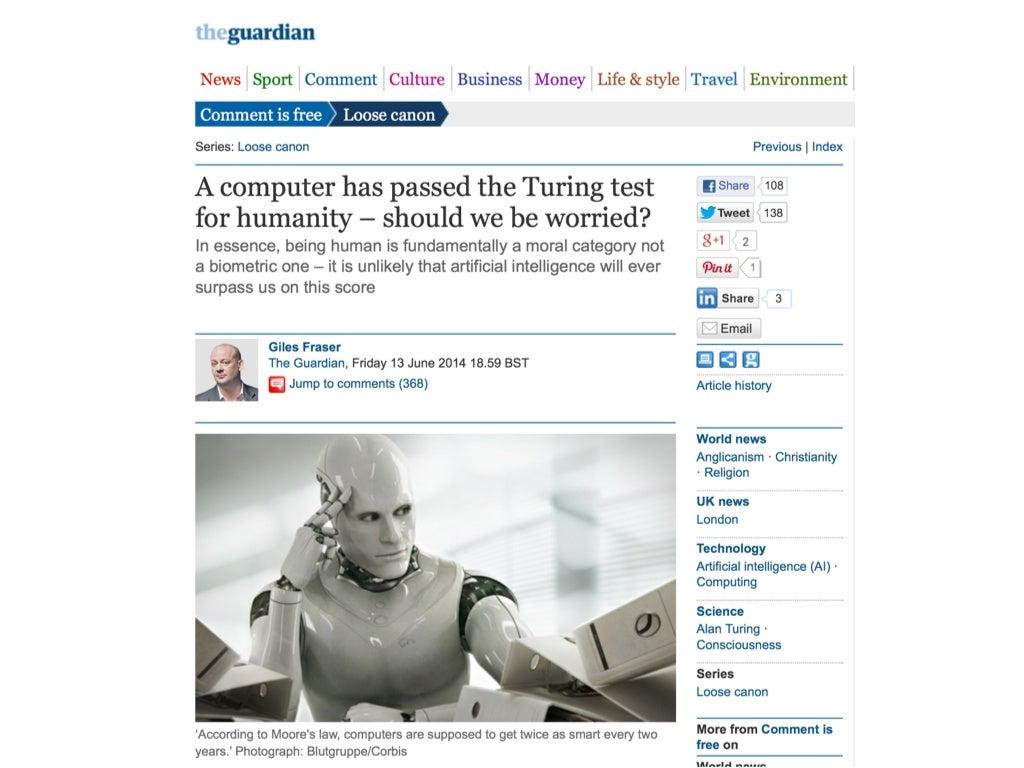 theguardian
News Sport Comment Culture Business Money Life & style Travel Environment
Comment is free Loose canon
Series: Loose canon
Previous | Index
A computer has passed the Turing test
for humanity – should we be worried?
In essence, being human is fundamentally a moral category not
a biometric one – it is unlikely that artificial intelligence will ever
surpass us on this score
Giles Fraser
The Guardian, Friday 13 June 2014 18.59 BST
Jump to comments (368)
'According to Moore's law, computers are supposed to get twice as smart every two
years.' Photograph: Blutgruppe/Corbis
Share 108
Tweet 138
g+1 2
Pin it 1
in Share 3
Email
Article history
World news
Anglicanism · Christianity
· Religion
UK news
London
Technology
Artificial intelligence (AI) ·
Computing
Science
Alan Turing ·
Consciousness
Series
Loose canon
More from Comment is
free on
World news